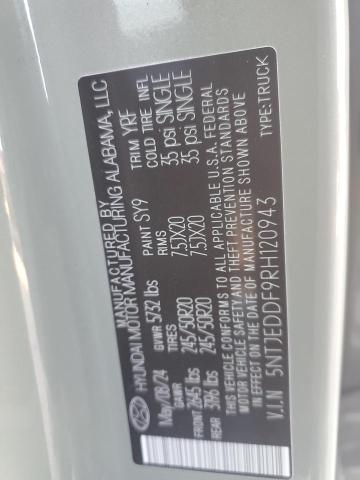 MANUFACTURED BY
HYUNDAI MOTOR MANUFACTURING ALABAMA, LLC
May/08/24 GVWR 5732 lbs PAINT SY9 TRIM YRF
GAWR TIRES RIMS COLD TIRE INFL
FRONT 2645 lbs 245/50R20 7.5JX20 35 psi SINGLE
REAR 3196 lbs 245/50R20 7.5JX20 35 psi SINGLE
THIS VEHICLE CONFORMS TO ALL APPLICABLE U.S.A. FEDERAL
MOTOR VEHICLE SAFETY AND THEFT PREVENTION STANDARDS
IN EFFECT ON THE DATE OF MANUFACTURE SHOWN ABOVE
V.I.N 5NTJEDDF9RH120943 TYPE:TRUCK